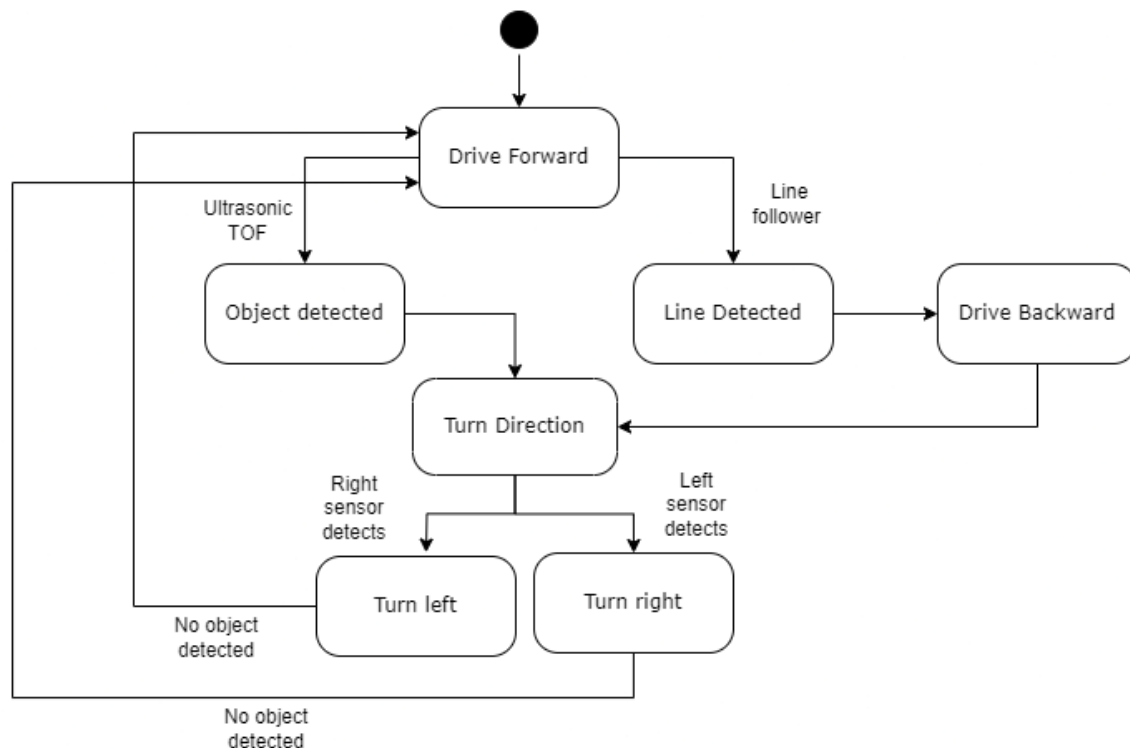 Drive Forward
Ultrasonic
TOF
Line
follower
Object detected
Line Detected
Drive Backward
Turn Direction
Right
sensor
detects
Left
sensor
detects
Turn left
Turn right
No object
detected
No object
detected